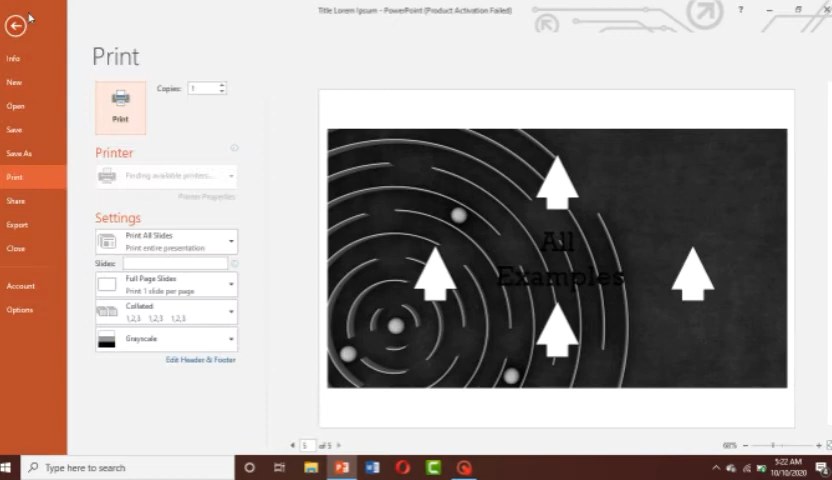 Title Lorem Ipsum - PowerPoint (Product Activation Failed)
?
Info
New
Open
Save
Save As
Print
Share
Export
Close
Account
Options
Print
Print
Copies: 1
Printer
Finding available printers...
Printer Properties
Settings
Print All Slides
Print entire presentation
Slides:
Full Page Slides
Print 1 slide per page
Collated
1,2,3 1,2,3 1,2,3
Grayscale
Edit Header & Footer
All
Examples
5 of 5
68%
Type here to search
5:22 AM
10/10/2020